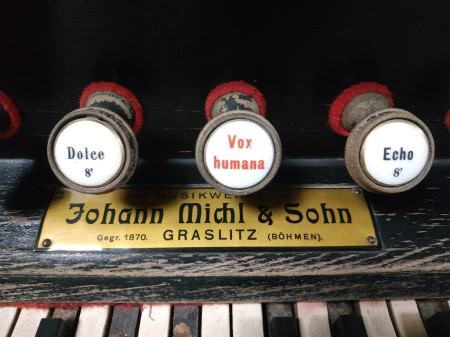 Dolce
8'
Vox
humana
Echo
8'
Johann Michl & Sohn
Gegr. 1870. GRASLITZ (BÖHMEN).